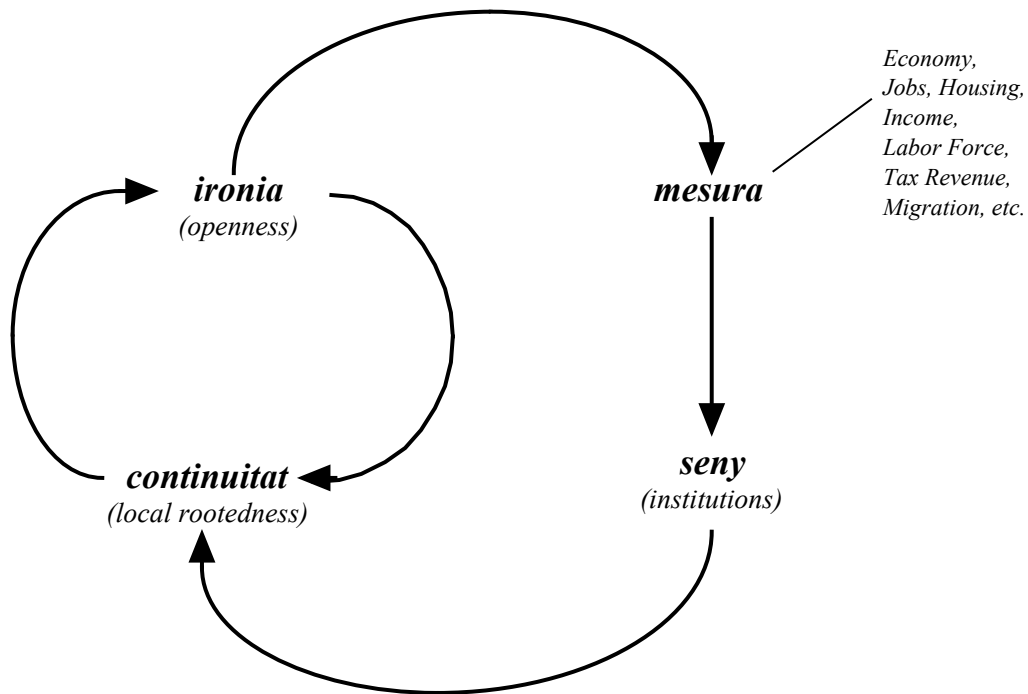 Economy,
Jobs, Housing,
Income,
Labor Force,
Tax Revenue,
Migration, etc.
ironia
(openness)
mesura
continuitat
(local rootedness)
seny
(institutions)